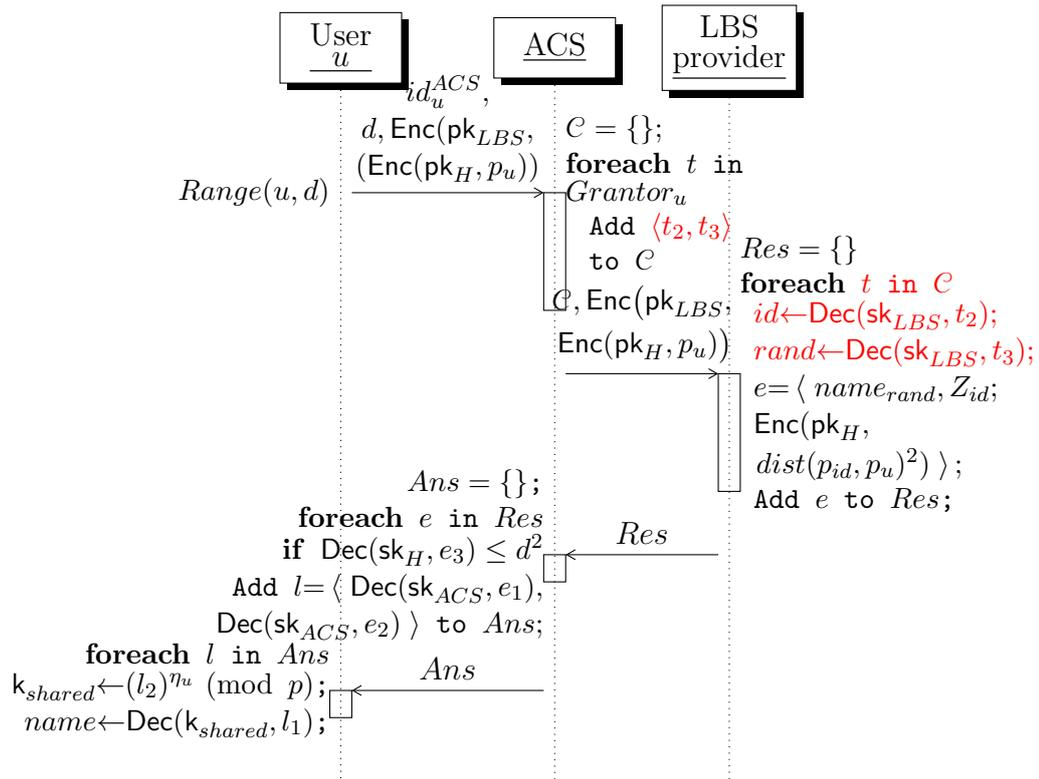 User
u
ACS
LBS
provider
id_u^{ACS},
d, Enc(pk_{LBS},
(Enc(pk_H, p_u))
Range(u, d)
𝒞 = {};
foreach t in
Grantor_u
Add ⟨t_2, t_3⟩
to 𝒞
𝒞, Enc(pk_{LBS},
Enc(pk_H, p_u))
Res = {}
foreach t in 𝒞
id←Dec(sk_{LBS}, t_2);
rand←Dec(sk_{LBS}, t_3);
e=⟨ name_{rand}, Z_{id};
Enc(pk_H,
dist(p_{id}, p_u)^2) ⟩;
Add e to Res;
Res
Ans = {};
foreach e in Res
if Dec(sk_H, e_3) ≤ d^2
Add l=⟨ Dec(sk_{ACS}, e_1),
Dec(sk_{ACS}, e_2) ⟩ to Ans;
Ans
foreach l in Ans
k_{shared}←(l_2)^{η_u} (mod p);
name←Dec(k_{shared}, l_1);